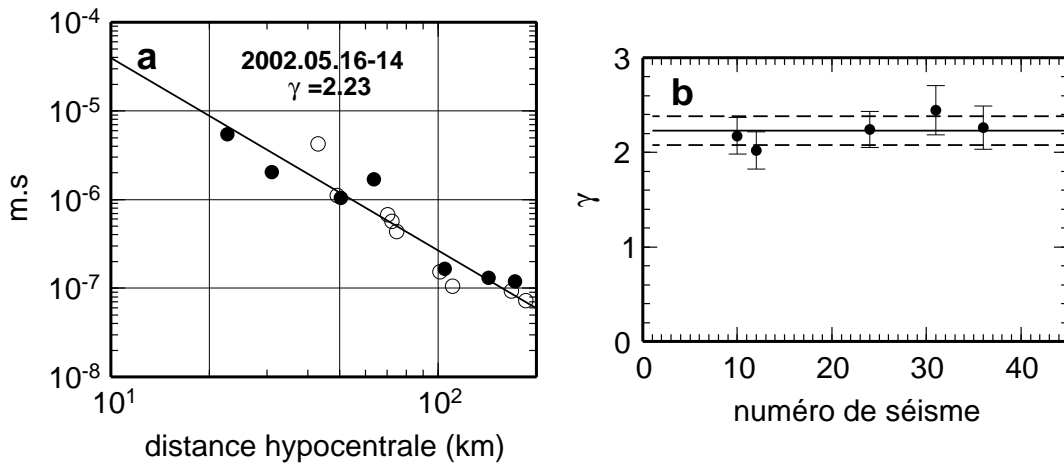 a
2002.05.16-14
γ =2.23
10-4
10-5
10-6
10-7
10-8
m.s
10¹ 10²
distance hypocentrale (km)
b
3
2
1
0
γ
0 10 20 30 40
numéro de séisme